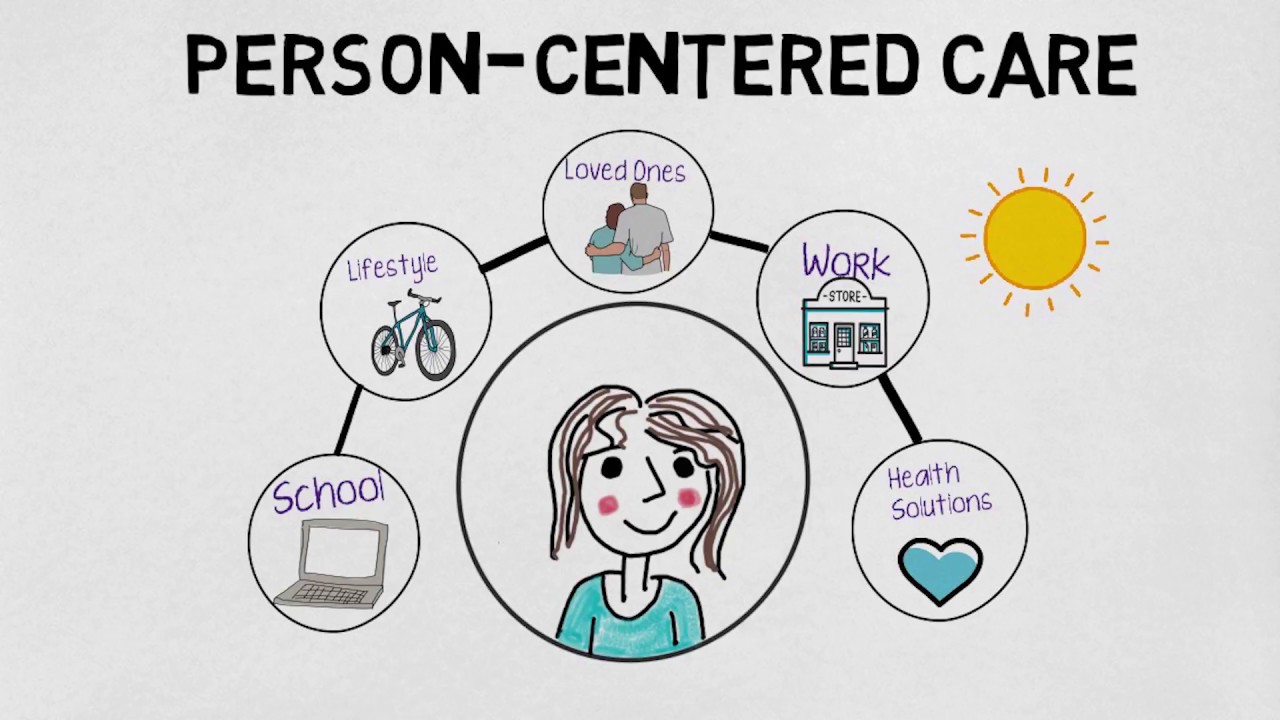 PERSON-CENTERED CARE
Loved Ones
Lifestyle
Work
-STORE-
School
Health
Solutions